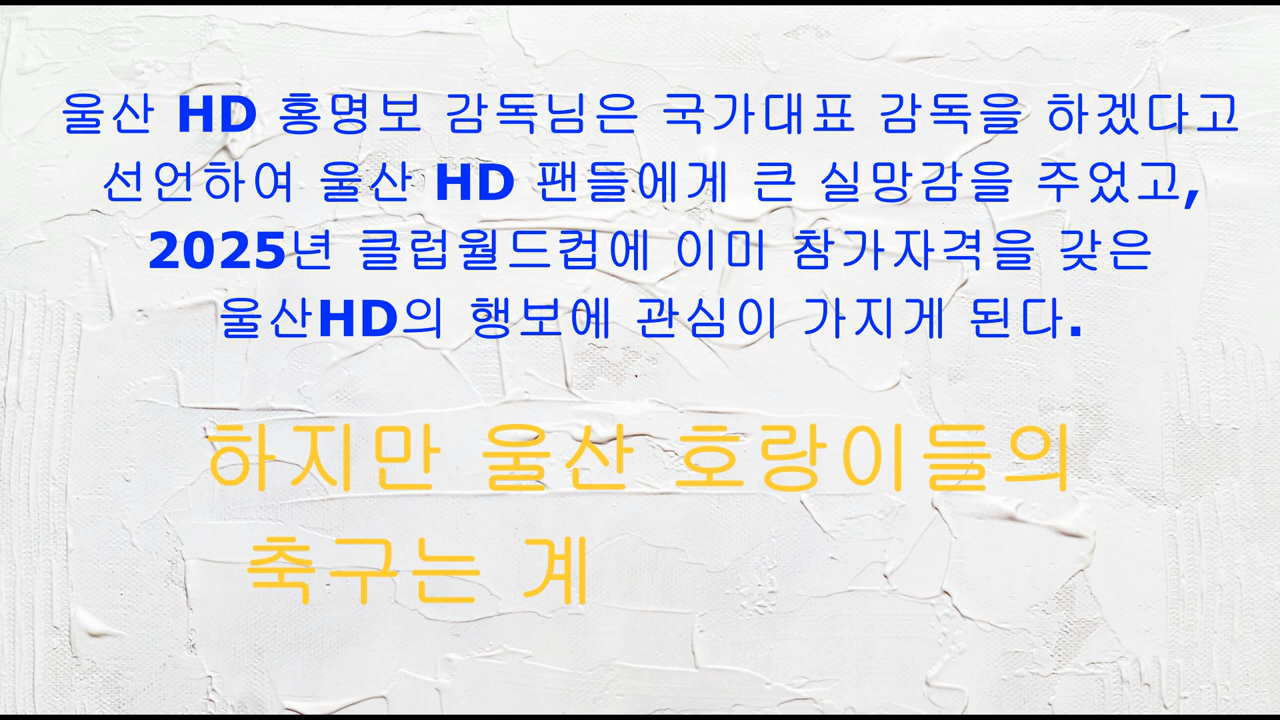 울산 HD 홍명보 감독님은 국가대표 감독을 하겠다고
선언하여 울산 HD 팬들에게 큰 실망감을 주었고,
2025년 클럽월드컵에 이미 참가자격을 갖은
울산HD의 행보에 관심이 가지게 된다.
하지만 울산 호랑이들의
축구는 계